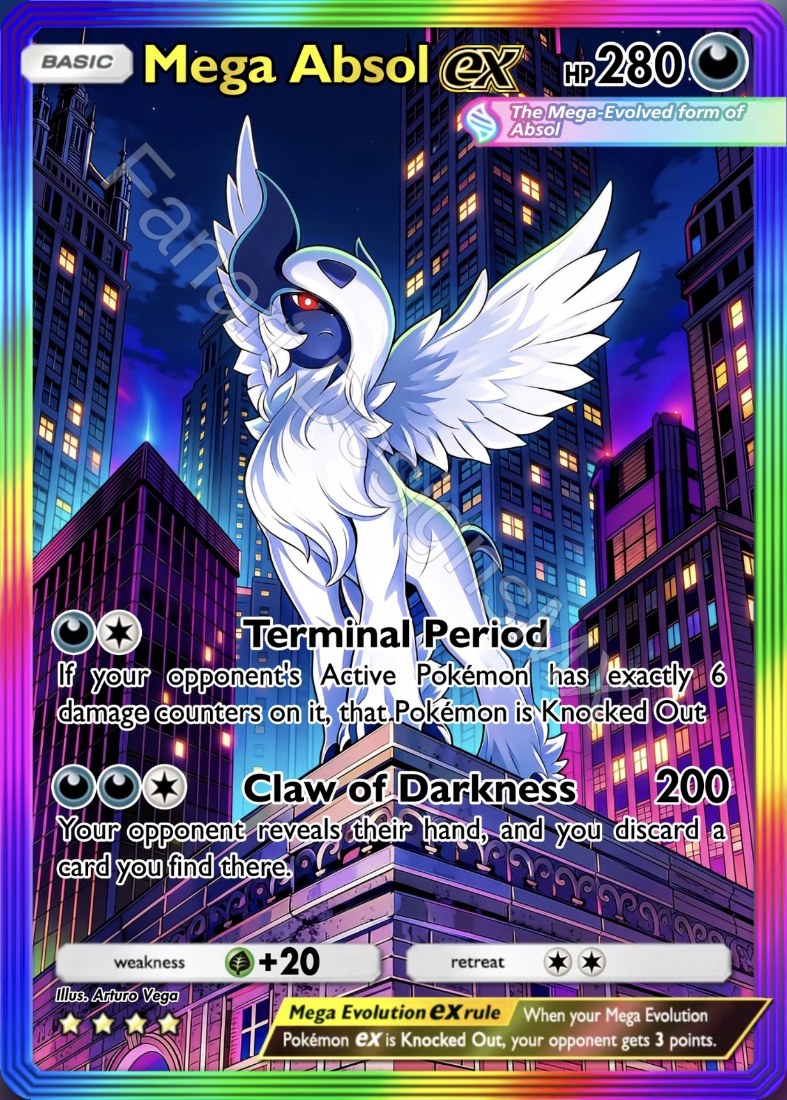 BASIC Mega Absol ex HP 280
The Mega-Evolved form of
Absol
Terminal Period
If your opponent's Active Pokémon has exactly 6
damage counters on it, that Pokémon is Knocked Out
Claw of Darkness 200
Your opponent reveals their hand, and you discard a
card you find there.
weakness +20 retreat
Illus. Arturo Vega
Mega Evolution ex rule When your Mega Evolution
Pokémon ex is Knocked Out, your opponent gets 3 points.